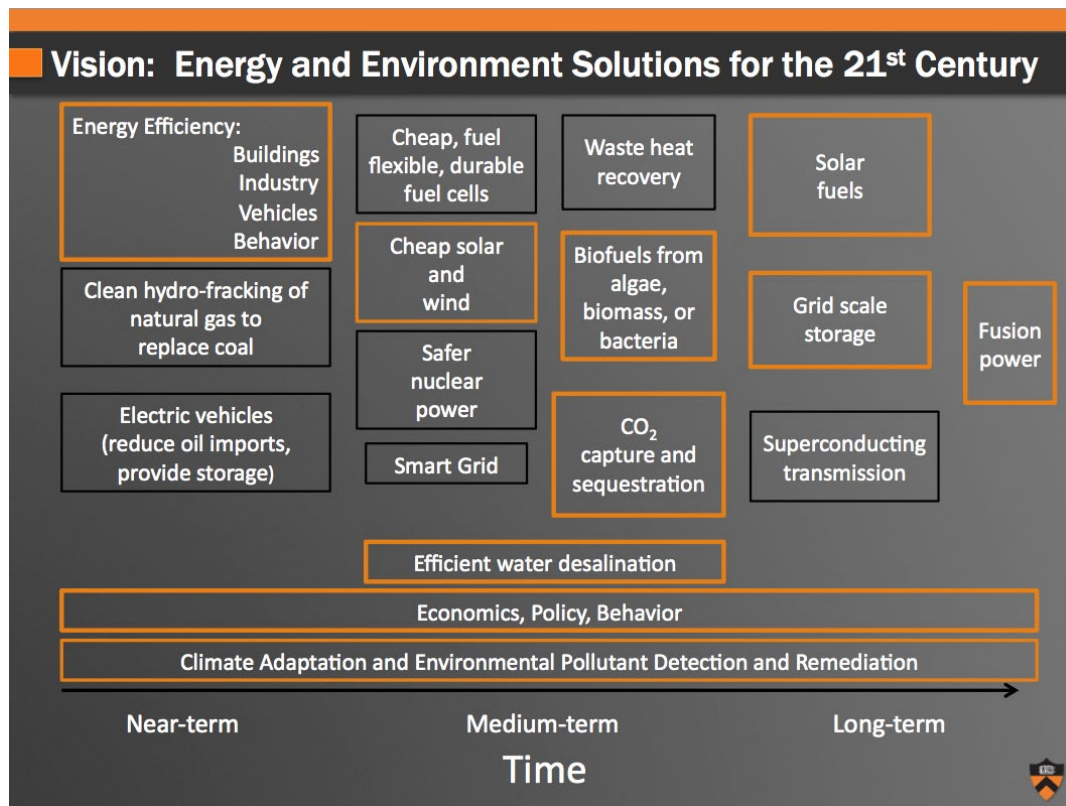 Vision: Energy and Environment Solutions for the 21st Century
Energy Efficiency:
Buildings
Industry
Vehicles
Behavior
Clean hydro-fracking of
natural gas to
replace coal
Electric vehicles
(reduce oil imports,
provide storage)
Cheap, fuel
flexible, durable
fuel cells
Cheap solar
and
wind
Safer
nuclear
power
Smart Grid
Waste heat
recovery
Biofuels from
algae,
biomass, or
bacteria
CO2
capture and
sequestration
Solar
fuels
Grid scale
storage
Superconducting
transmission
Fusion
power
Efficient water desalination
Economics, Policy, Behavior
Climate Adaptation and Environmental Pollutant Detection and Remediation
Near-term
Medium-term
Long-term
Time